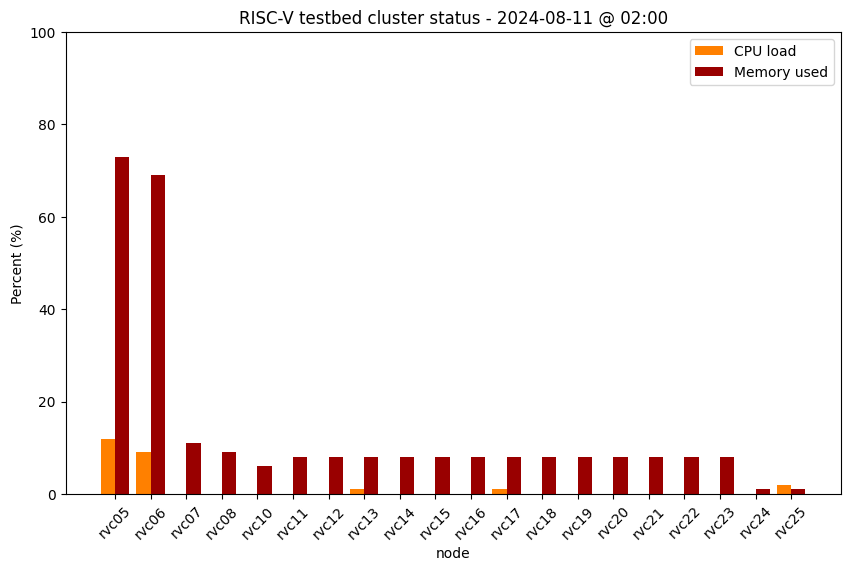 RISC-V testbed cluster status - 2024-08-11 @ 02:00
CPU load
Memory used
Percent (%)
100
80
60
40
20
0
rvc05 rvc06 rvc07 rvc08 rvc10 rvc11 rvc12 rvc13 rvc14 rvc15 rvc16 rvc17 rvc18 rvc19 rvc20 rvc21 rvc22 rvc23 rvc24 rvc25
node